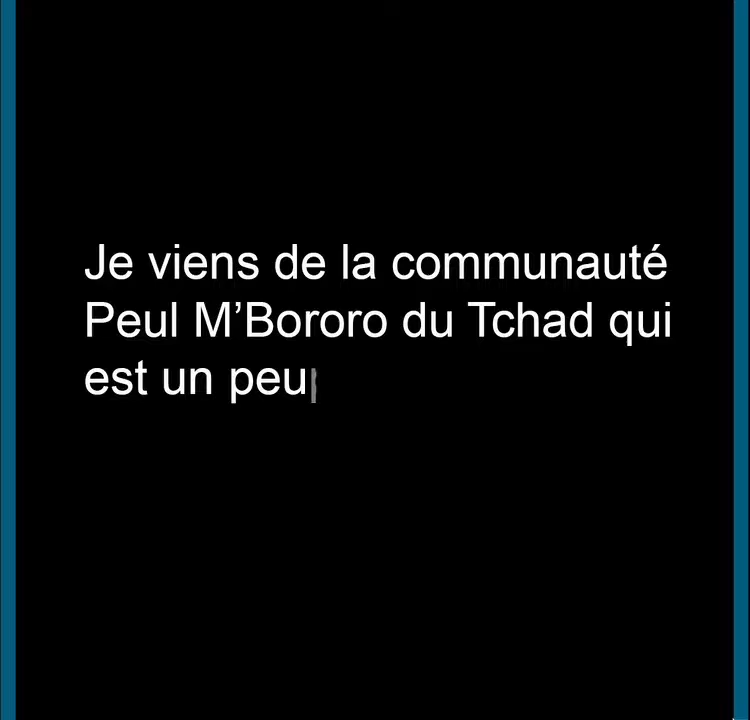 Je viens de la communauté
Peul M’Bororo du Tchad qui
est un peu